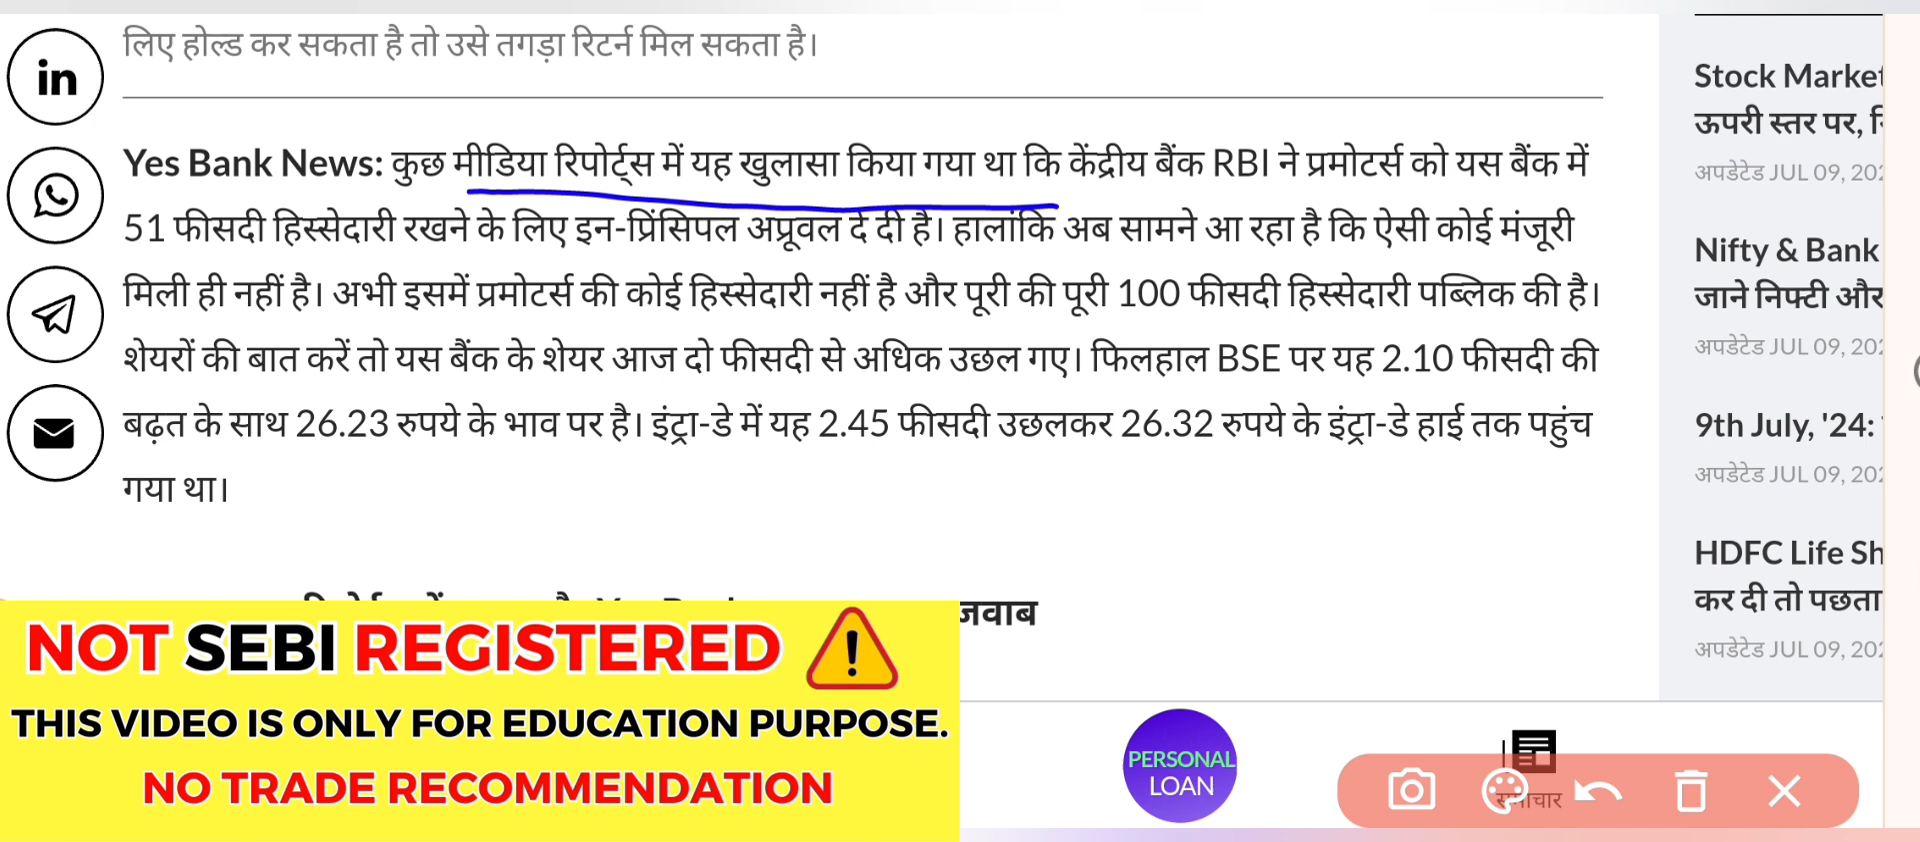 लिए होल्ड कर सकता है तो उसे तगड़ा रिटर्न मिल सकता है।
Yes Bank News: कुछ मीडिया रिपोर्ट्स में यह खुलासा किया गया था कि केंद्रीय बैंक RBI ने प्रमोटर्स को यस बैंक में
51 फीसदी हिस्सेदारी रखने के लिए इन-प्रिंसिपल अप्रूवल दे दी है। हालांकि अब सामने आ रहा है कि ऐसी कोई मंजूरी
मिली ही नहीं है। अभी इसमें प्रमोटर्स की कोई हिस्सेदारी नहीं है और पूरी की पूरी 100 फीसदी हिस्सेदारी पब्लिक की है।
शेयरों की बात करें तो यस बैंक के शेयर आज दो फीसदी से अधिक उछल गए। फिलहाल BSE पर यह 2.10 फीसदी की
बढ़त के साथ 26.23 रुपये के भाव पर है। इंट्रा-डे में यह 2.45 फीसदी उछलकर 26.32 रुपये के इंट्रा-डे हाई तक पहुंच
गया था।
जवाब
in
Stock Market
ऊपरी स्तर पर,
अपडेटेड JUL 09,
Nifty & Bank
जाने निफ्टी और
अपडेटेड JUL 09,
9th July, '24:
अपडेटेड JUL 09,
HDFC Life
कर दी तो पछता
अपडेटेड JUL 09,
NOT SEBI REGISTERED
THIS VIDEO IS ONLY FOR EDUCATION PURPOSE.
NO TRADE RECOMMENDATION
PERSONAL
LOAN
समाचार